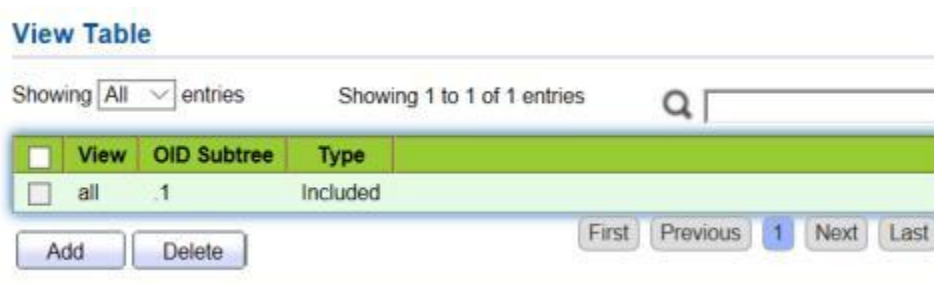 View Table
Showing All entries Showing 1 to 1 of 1 entries
View OID Subtree Type
all .1 Included
First Previous 1 Next Last
Add Delete